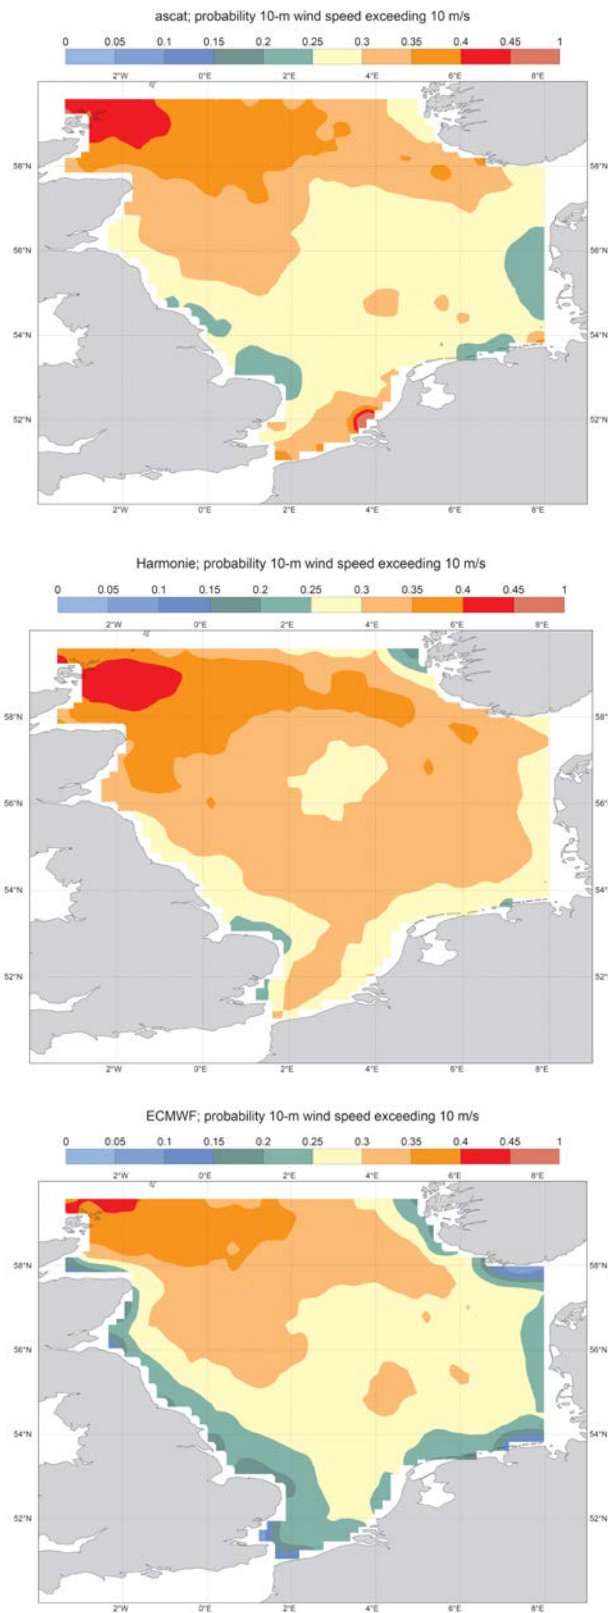 ascat; probability 10-m wind speed exceeding 10 m/s
0 0.05 0.10 0.15 0.2 0.25 0.3 0.35 0.4 0.45 1
2°W 0°E 2°E 4°E 6°E 8°E
58°N 58°N
56°N 56°N
54°N 54°N
52°N 52°N
2°W 0°E 2°E 4°E 6°E 8°E
Harmonie; probability 10-m wind speed exceeding 10 m/s
0 0.05 0.10 0.15 0.2 0.25 0.3 0.35 0.4 0.45 1
2°W 0°E 2°E 4°E 6°E 8°E
58°N 58°N
56°N 56°N
54°N 54°N
52°N 52°N
2°W 0°E 2°E 4°E 6°E 8°E
ECMWF; probability 10-m wind speed exceeding 10 m/s
0 0.05 0.10 0.15 0.2 0.25 0.3 0.35 0.4 0.45 1
2°W 0°E 2°E 4°E 6°E 8°E
58°N 58°N
56°N 56°N
54°N 54°N
52°N 52°N
2°W 0°E 2°E 4°E 6°E 8°E